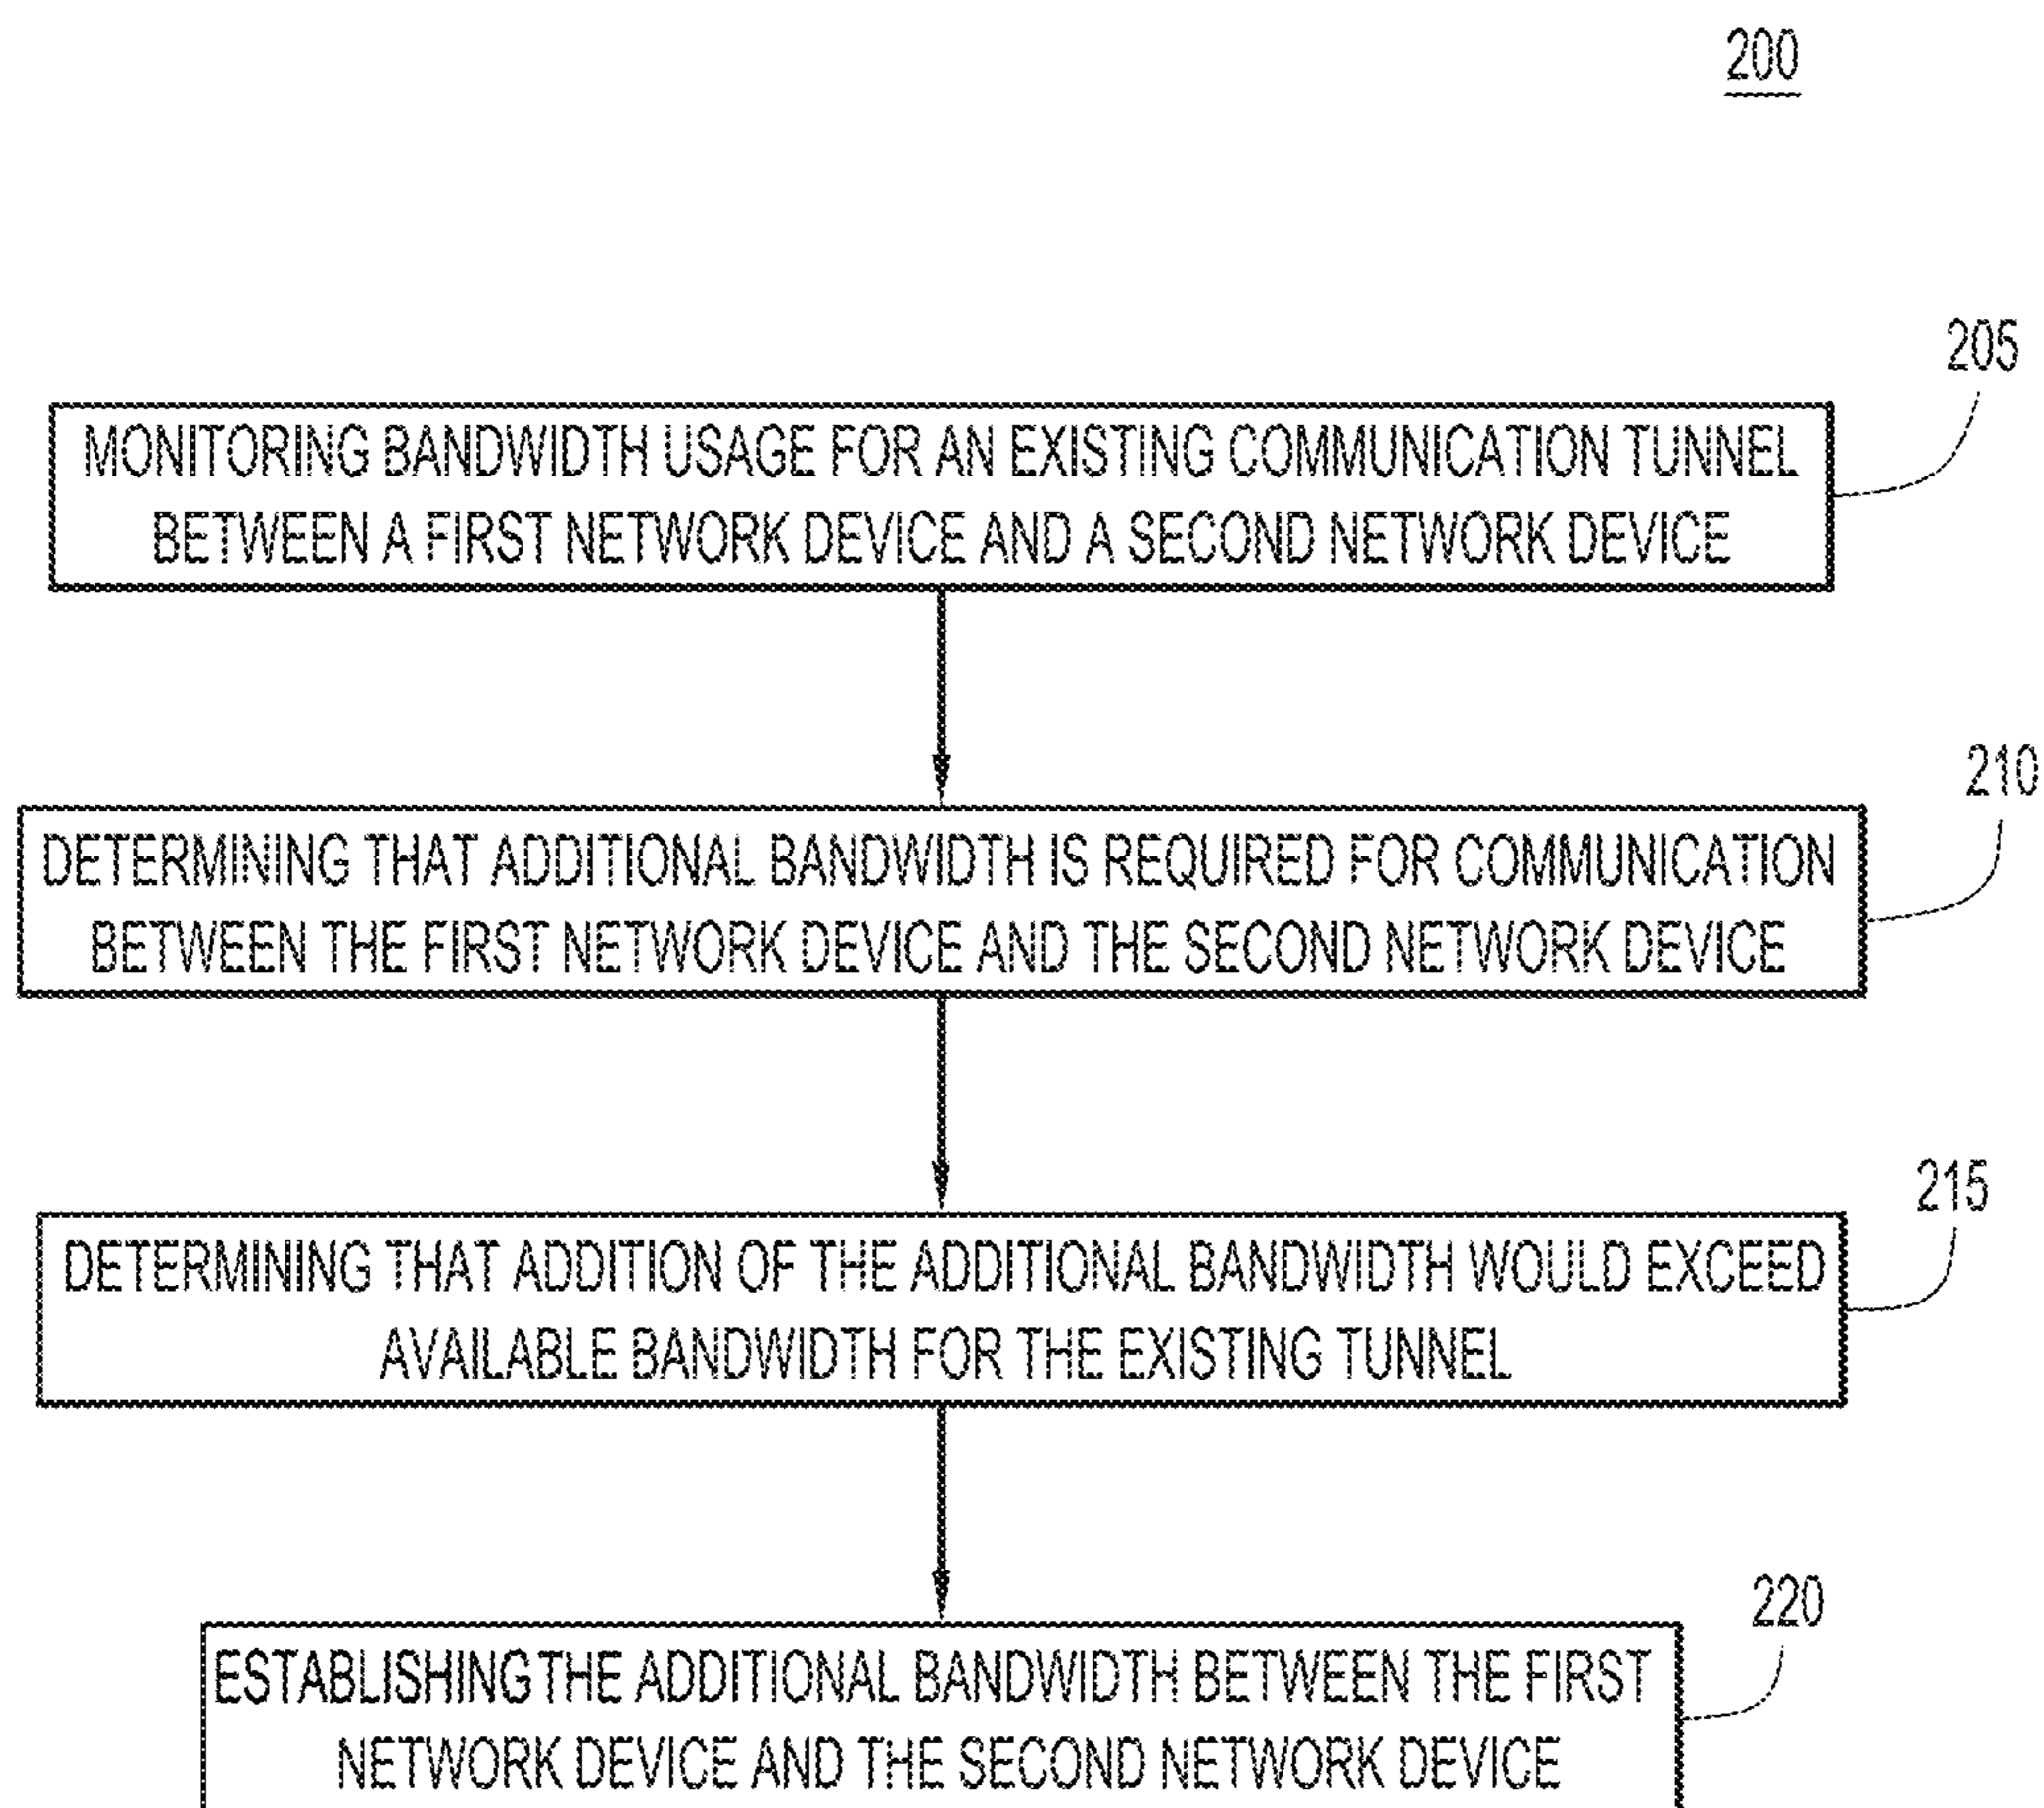 200
205
MONITORING BANDWIDTH USAGE FOR AN EXISTING COMMUNICATION TUNNEL
BETWEEN A FIRST NETWORK DEVICE AND A SECOND NETWORK DEVICE
210
DETERMINING THAT ADDITIONAL BANDWIDTH IS REQUIRED FOR COMMUNICATION
BETWEEN THE FIRST NETWORK DEVICE AND THE SECOND NETWORK DEVICE
215
DETERMINING THAT ADDITION OF THE ADDITIONAL BANDWIDTH WOULD EXCEED
AVAILABLE BANDWIDTH FOR THE EXISTING TUNNEL
220
ESTABLISHING THE ADDITIONAL BANDWIDTH BETWEEN THE FIRST
NETWORK DEVICE AND THE SECOND NETWORK DEVICE